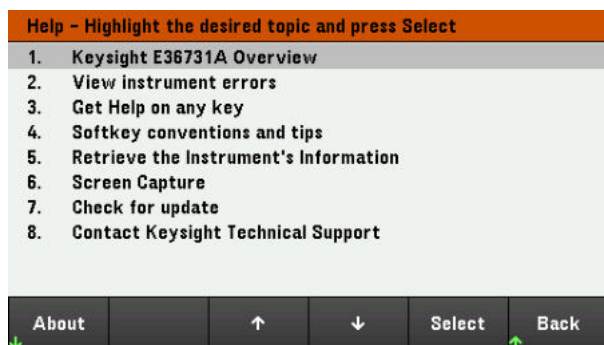 Help - Highlight the desired topic and press Select
1. Keysight E36731A Overview
2. View instrument errors
3. Get Help on any key
4. Softkey conventions and tips
5. Retrieve the Instrument's Information
6. Screen Capture
7. Check for update
8. Contact Keysight Technical Support
About ↑ ↓ Select Back